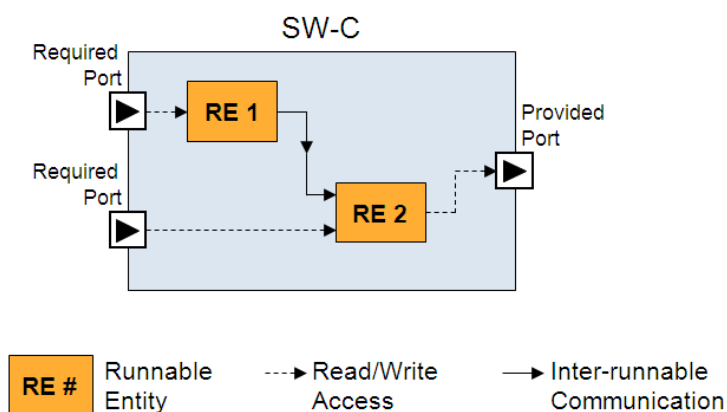 SW-C
Required
Port
RE 1
Provided
Port
Required
Port
RE 2
RE #
Runnable
Entity
Read/Write
Access
Inter-runnable
Communication